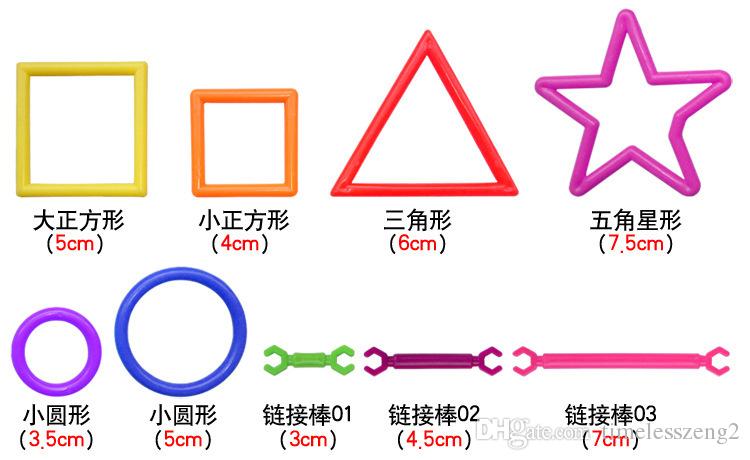 大正方形
(5cm)
小正方形
(4cm)
三角形
(6cm)
五角星形
(7.5cm)
小圆形
(3.5cm)
小圆形
(5cm)
链接棒01
(3cm)
链接棒02
(4.5cm)
链接棒03
(7cm)
DHgate.com/timelesszeng2